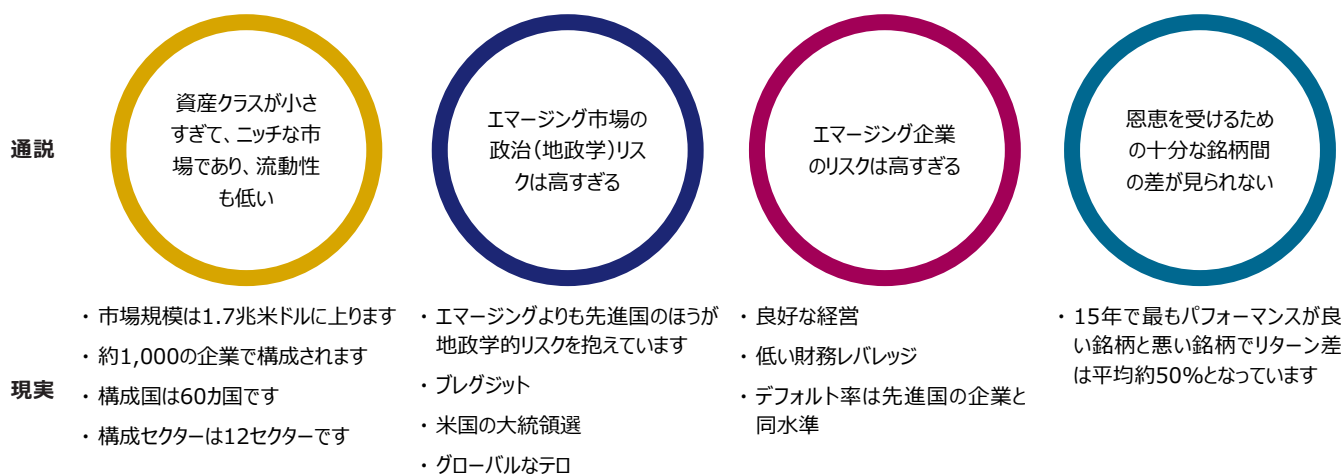 通説
資産クラスが小さ
すぎて、ニッチな市
場であり、流動性
も低い
エマージング市場の
政治（地政学）リス
クは高すぎる
エマージング企業
のリスクは高すぎる
恩恵を受けるため
の十分な銘柄間
の差が見られない
現実
・ 市場規模は1.7兆米ドルに上ります
・ 約1,000の企業で構成されます
・ 構成国は60カ国です
・ 構成セクターは12セクターです
・ エマージングよりも先進国のほうが
地政学的リスクを抱えています
・ ブレグジット
・ 米国の大統領選
・ グローバルなテロ
・ 良好な経営
・ 低い財務レバレッジ
・ デフォルト率は先進国の企業と
同水準
・ 15年で最もパフォーマンスが良
い銘柄と悪い銘柄でリターン差
は平均約50%となっています